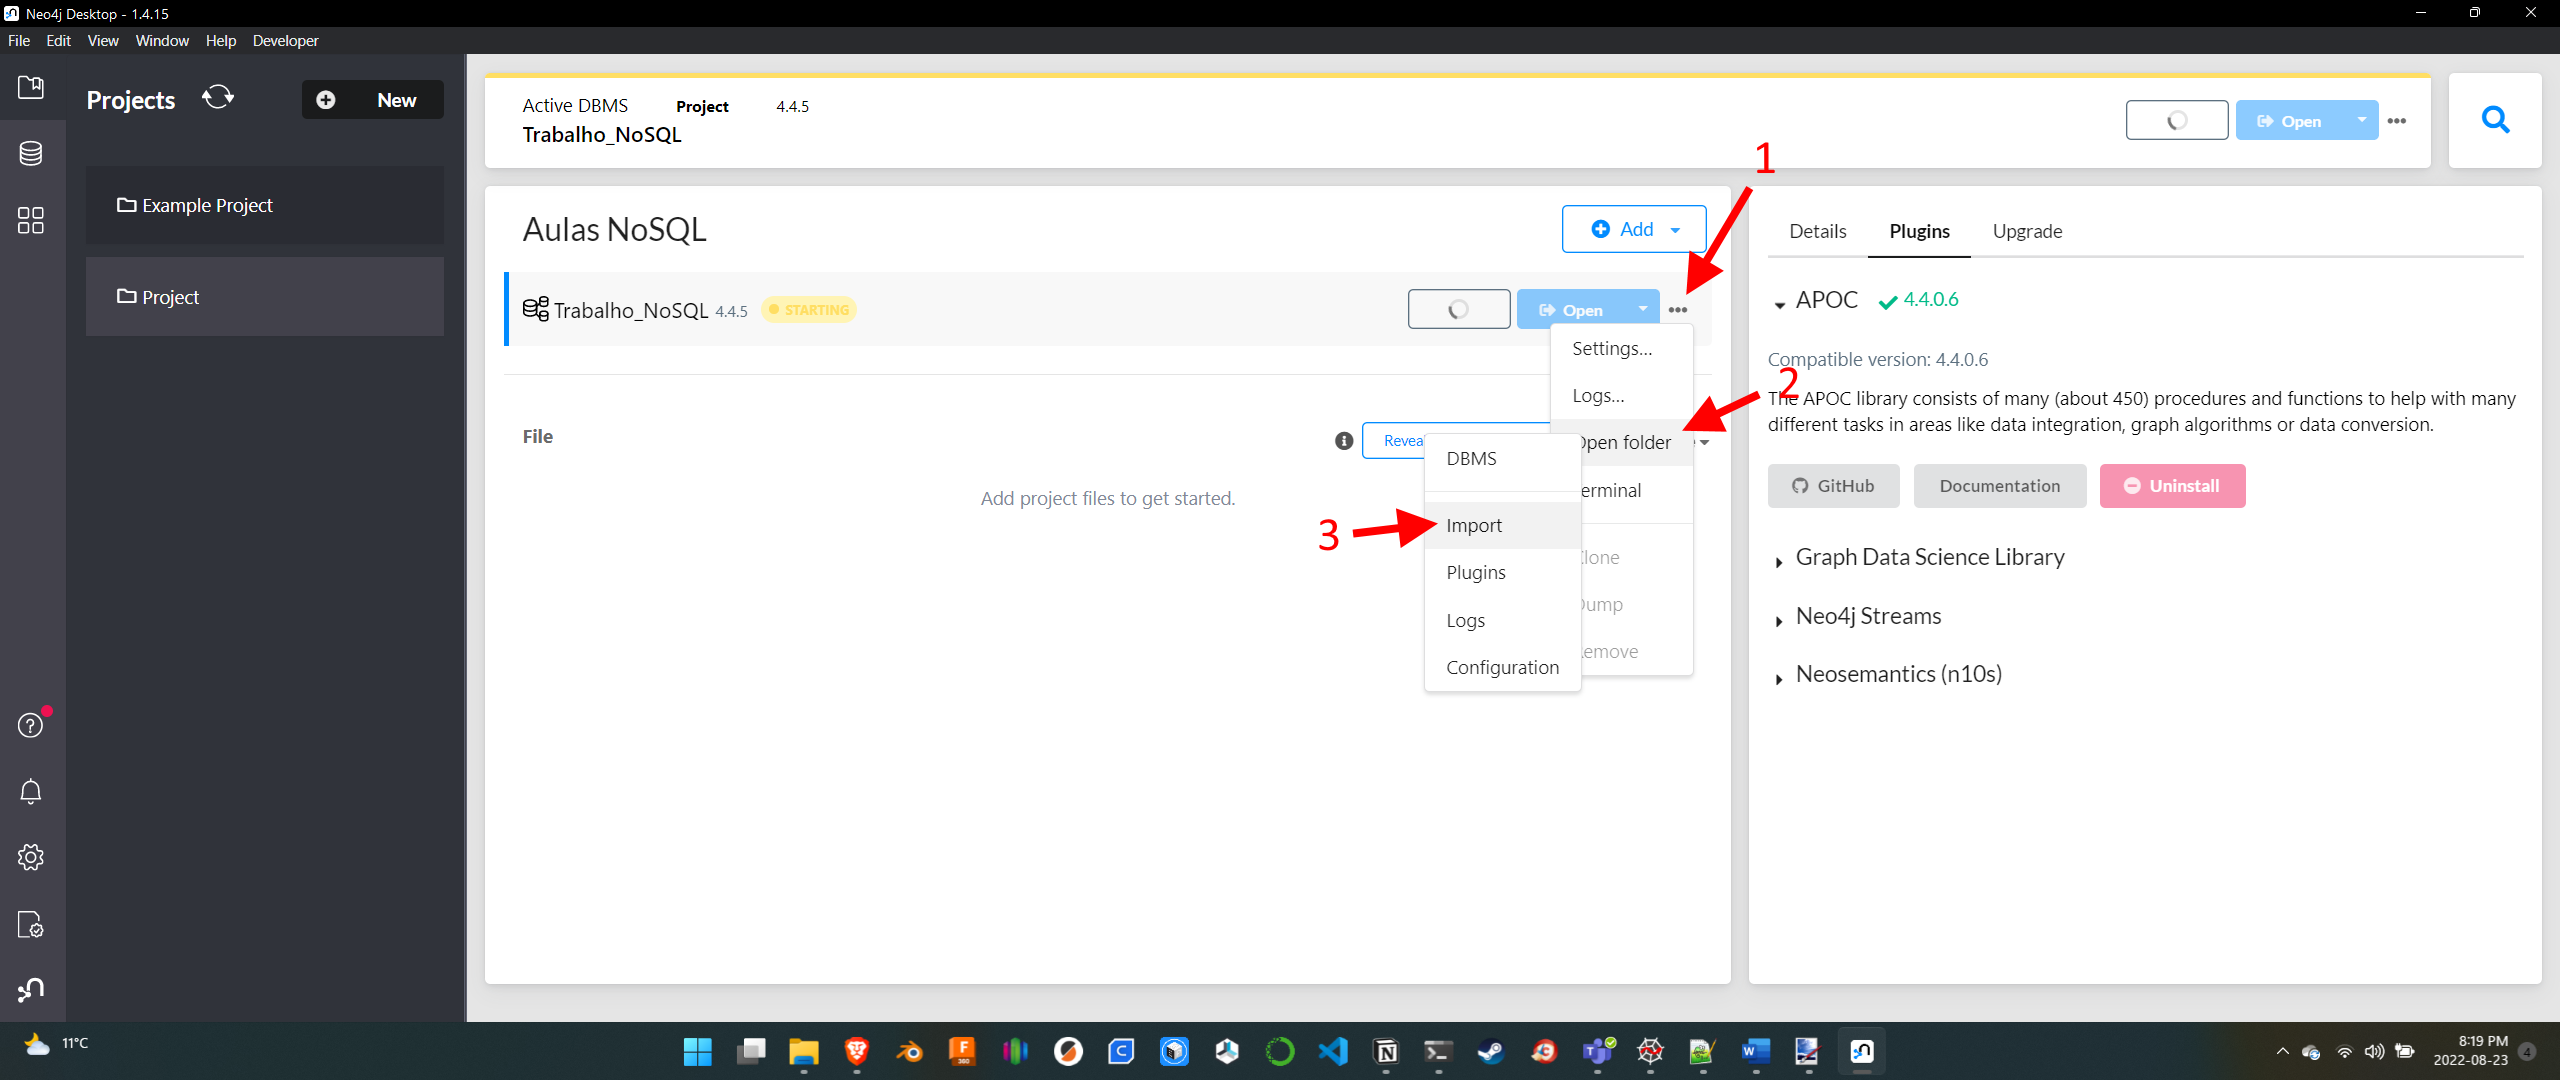 Neo4j Desktop - 1.4.15
File Edit View Window Help Developer
Projects
New
Example Project
Project
Active DBMS Project 4.4.5
Trabalho_NoSQL
Open
1
Aulas NoSQL
Add
Trabalho_NoSQL 4.4.5 STARTING
Open
Settings...
Logs...
Open folder
erminal
lone
ump
emove
2
File
Revea
DBMS
Import
Plugins
Logs
Configuration
3
Add project files to get started.
Details Plugins Upgrade
APOC 4.4.0.6
Compatible version: 4.4.0.6
The APOC library consists of many (about 450) procedures and functions to help with many
different tasks in areas like data integration, graph algorithms or data conversion.
GitHub Documentation Uninstall
Graph Data Science Library
Neo4j Streams
Neosemantics (n10s)
11°C
F
360
8:19 PM
2022-08-23
4